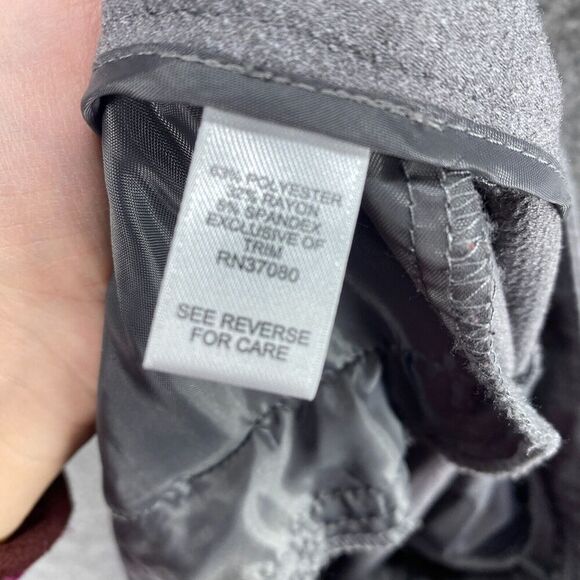 63% POLYESTER
32% RAYON
5% SPANDEX
EXCLUSIVE OF
TRIM
RN37080
SEE REVERSE
FOR CARE